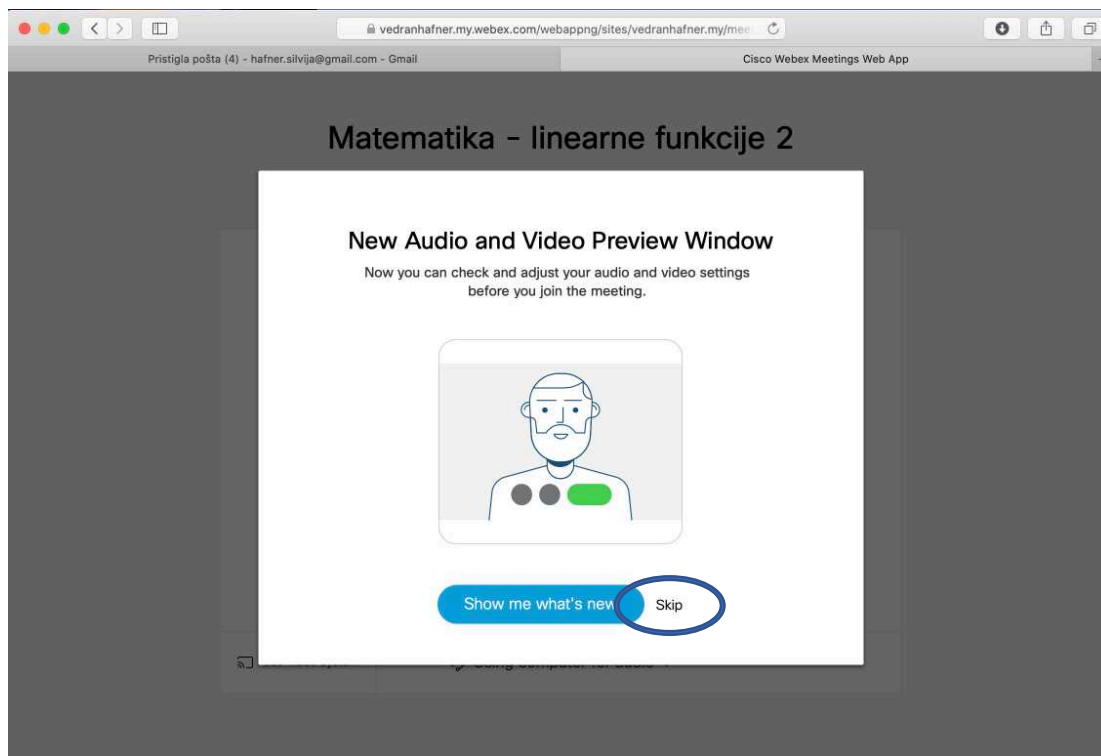 vedranhafner.my.webex.com/webappng/sites/vedranhafner.my/mee
Pristigla pošta (4) - hafner.silvija@gmail.com - Gmail
Cisco Webex Meetings Web App
Matematika - linearne funkcije 2
New Audio and Video Preview Window
Now you can check and adjust your audio and video settings
before you join the meeting.
Show me what's new
Skip